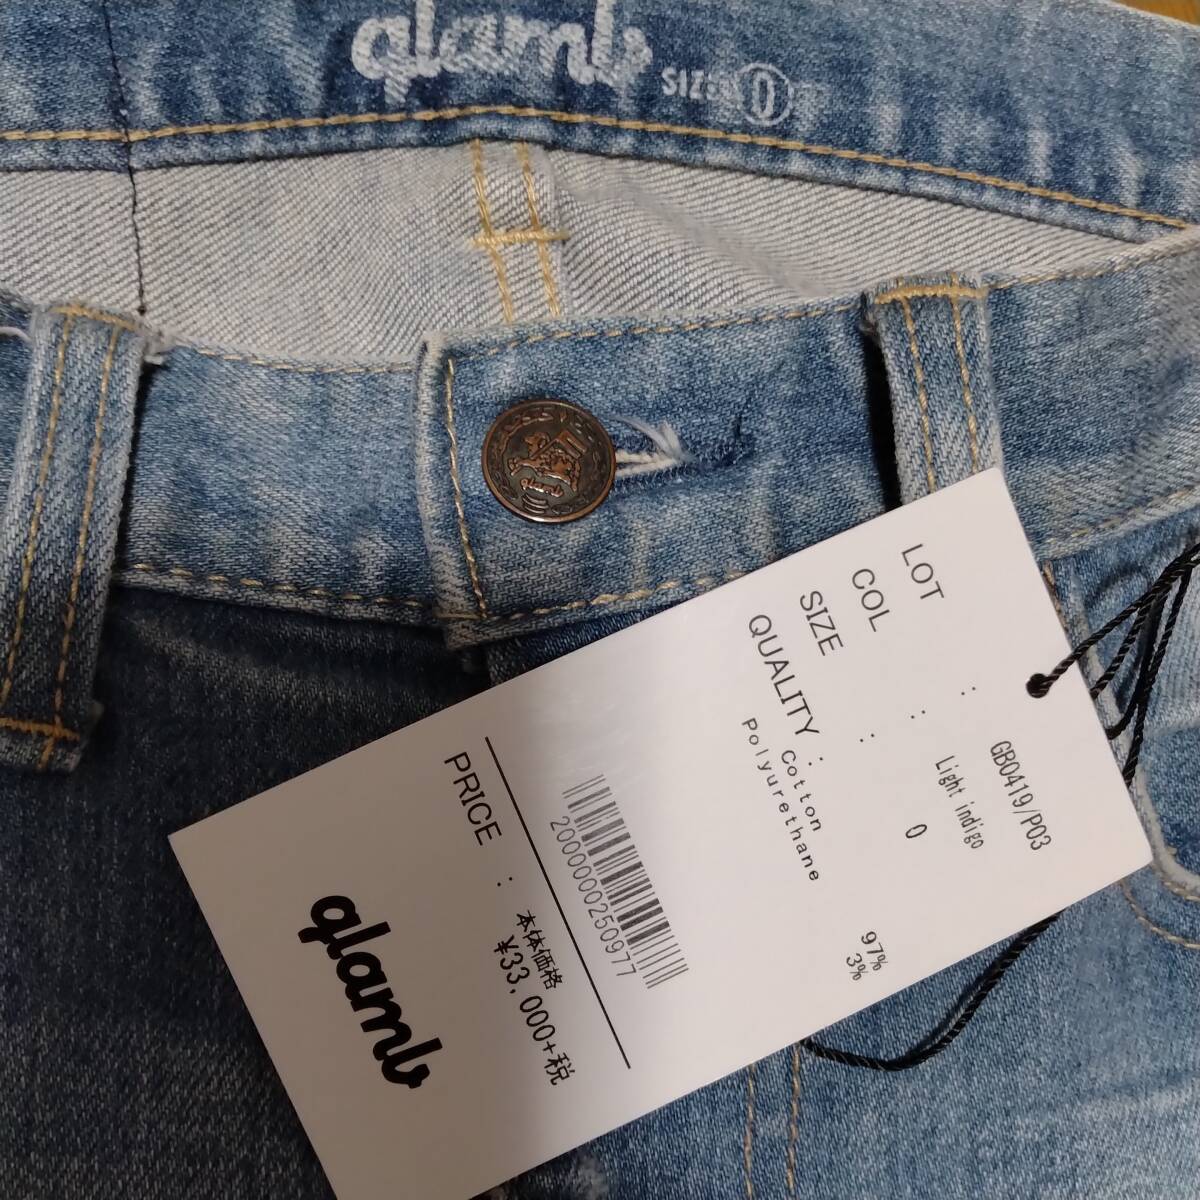 glamb
SIZE 0
glamb
LOT : GB0419/P03
COL : Light indigo
SIZE : 0
QUALITY : Cotton 97%
Polyurethane 3%
2000000250977
PRICE : 本体価格
¥33,000+税
glamb